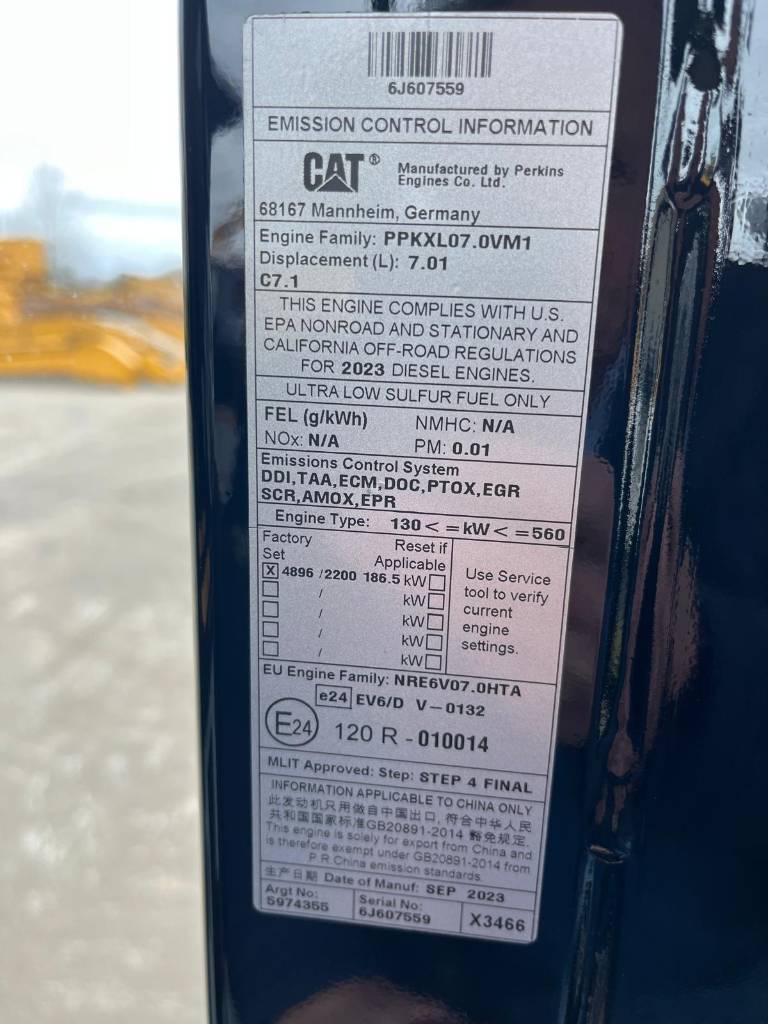 6J607559
EMISSION CONTROL INFORMATION
CAT® Manufactured by Perkins
Engines Co. Ltd.
68167 Mannheim, Germany
Engine Family: PPKXL07.0VM1
Displacement (L): 7.01
C7.1
THIS ENGINE COMPLIES WITH U.S.
EPA NONROAD AND STATIONARY AND
CALIFORNIA OFF-ROAD REGULATIONS
FOR 2023 DIESEL ENGINES.
ULTRA LOW SULFUR FUEL ONLY
FEL (g/kWh) NMHC: N/A
NOx: N/A PM: 0.01
Emissions Control System
DDI,TAA,ECM,DOC,PTOX,EGR
SCR,AMOX,EPR
Engine Type: 130 < =kW < =560
Factory Set
Reset if Applicable
X 4896 /2200 186.5 kW
/ kW
/ kW
/ kW
/ kW
Use Service
tool to verify
current
engine
settings.
EU Engine Family: NRE6V07.0HTA
e24 EV6/D V-0132
E24 120 R - 010014
MLIT Approved: Step: STEP 4 FINAL
INFORMATION APPLICABLE TO CHINA ONLY
此发动机只用做自中国出口, 符合中华人民
共和国国家标准GB20891-2014 豁免规定.
This engine is solely for export from China and
is therefore exempt under GB20891-2014 from
P.R.China emission standards.
生产日期 Date of Manuf: SEP 2023
Argt No:
5974355
Serial No:
6J607559
X3466